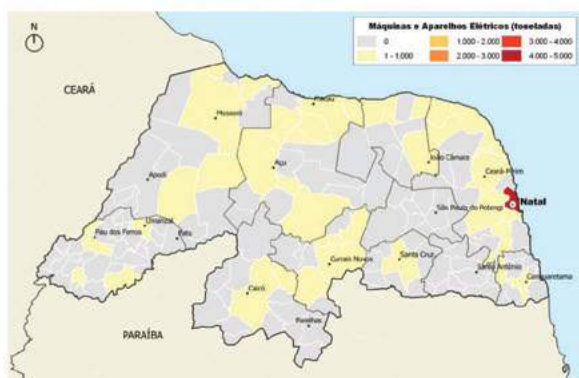 Máquinas e Aparelhos Elétricos (toneladas)
0
1 - 1.000
1.000 - 2.000
2.000 - 3.000
3.000 - 4.000
4.000 - 5.000
N
CEARÁ
Mossoró
Macau
Açu
João Câmara
Ceará-Mirim
Apodi
São Paulo do Potengi
Natal
Umarizal
Pau dos Ferros
Patu
Currais Novos
Santa Cruz
Santo Antônio
Canguaretama
Caicó
Parelhas
PARAÍBA